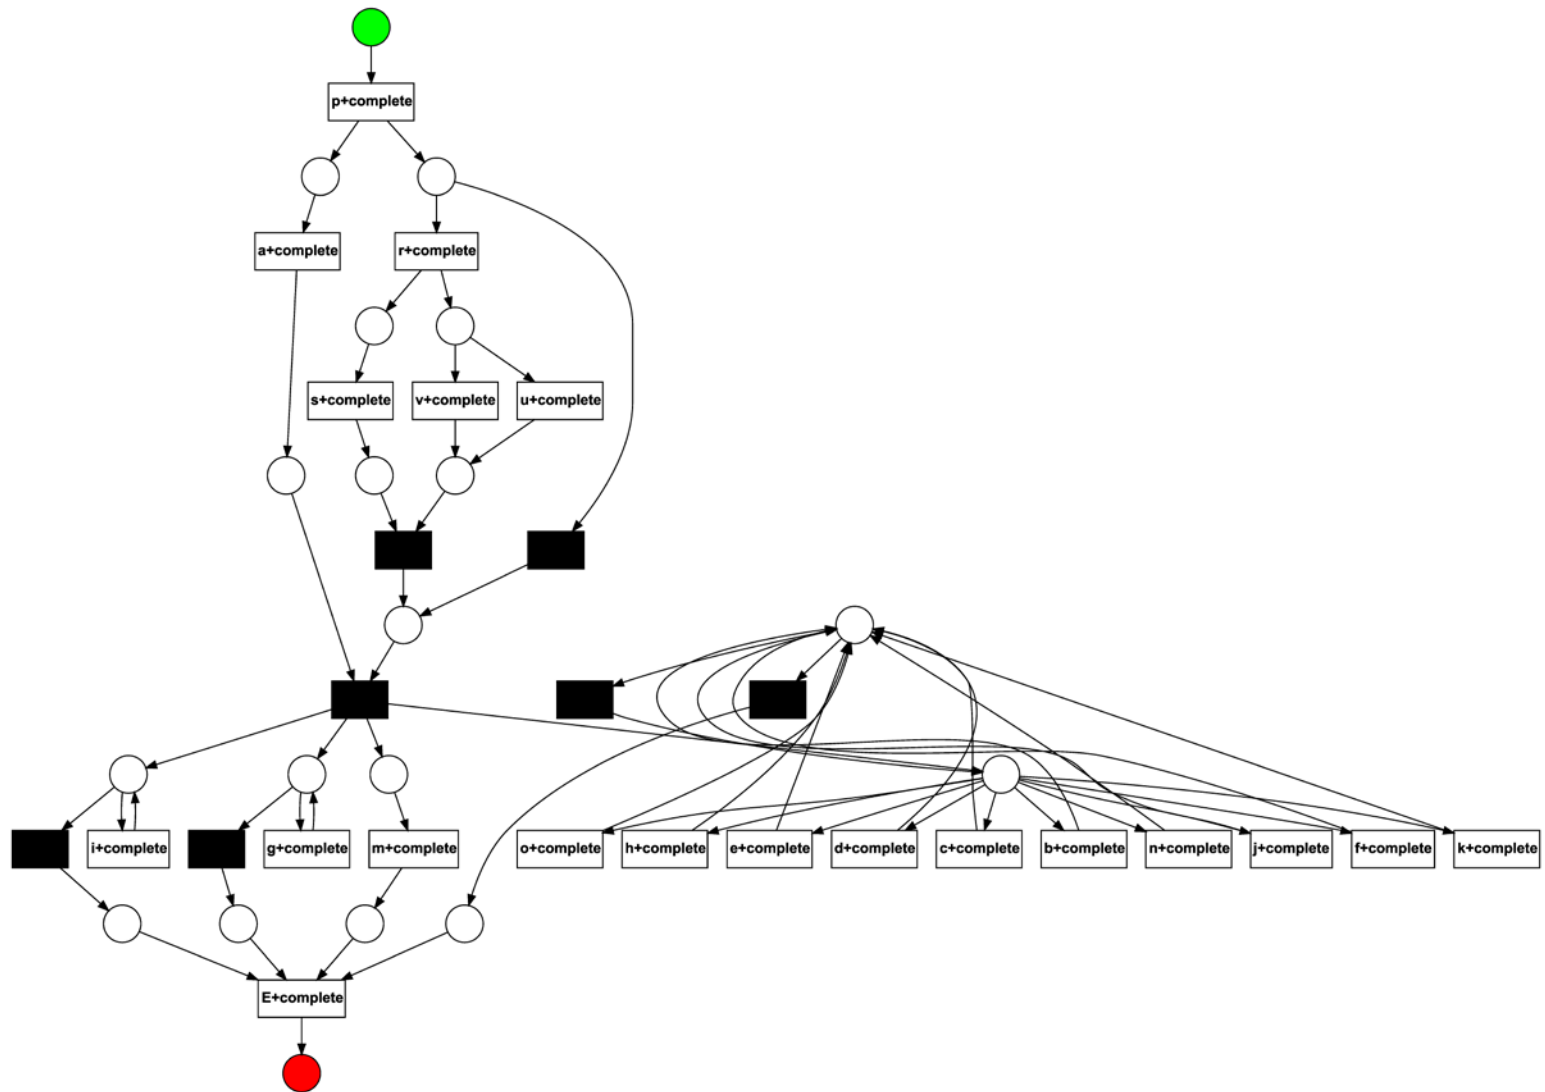 p+complete
a+complete
r+complete
s+complete
v+complete
u+complete
i+complete
g+complete
m+complete
o+complete
h+complete
e+complete
d+complete
c+complete
b+complete
n+complete
j+complete
f+complete
k+complete
E+complete